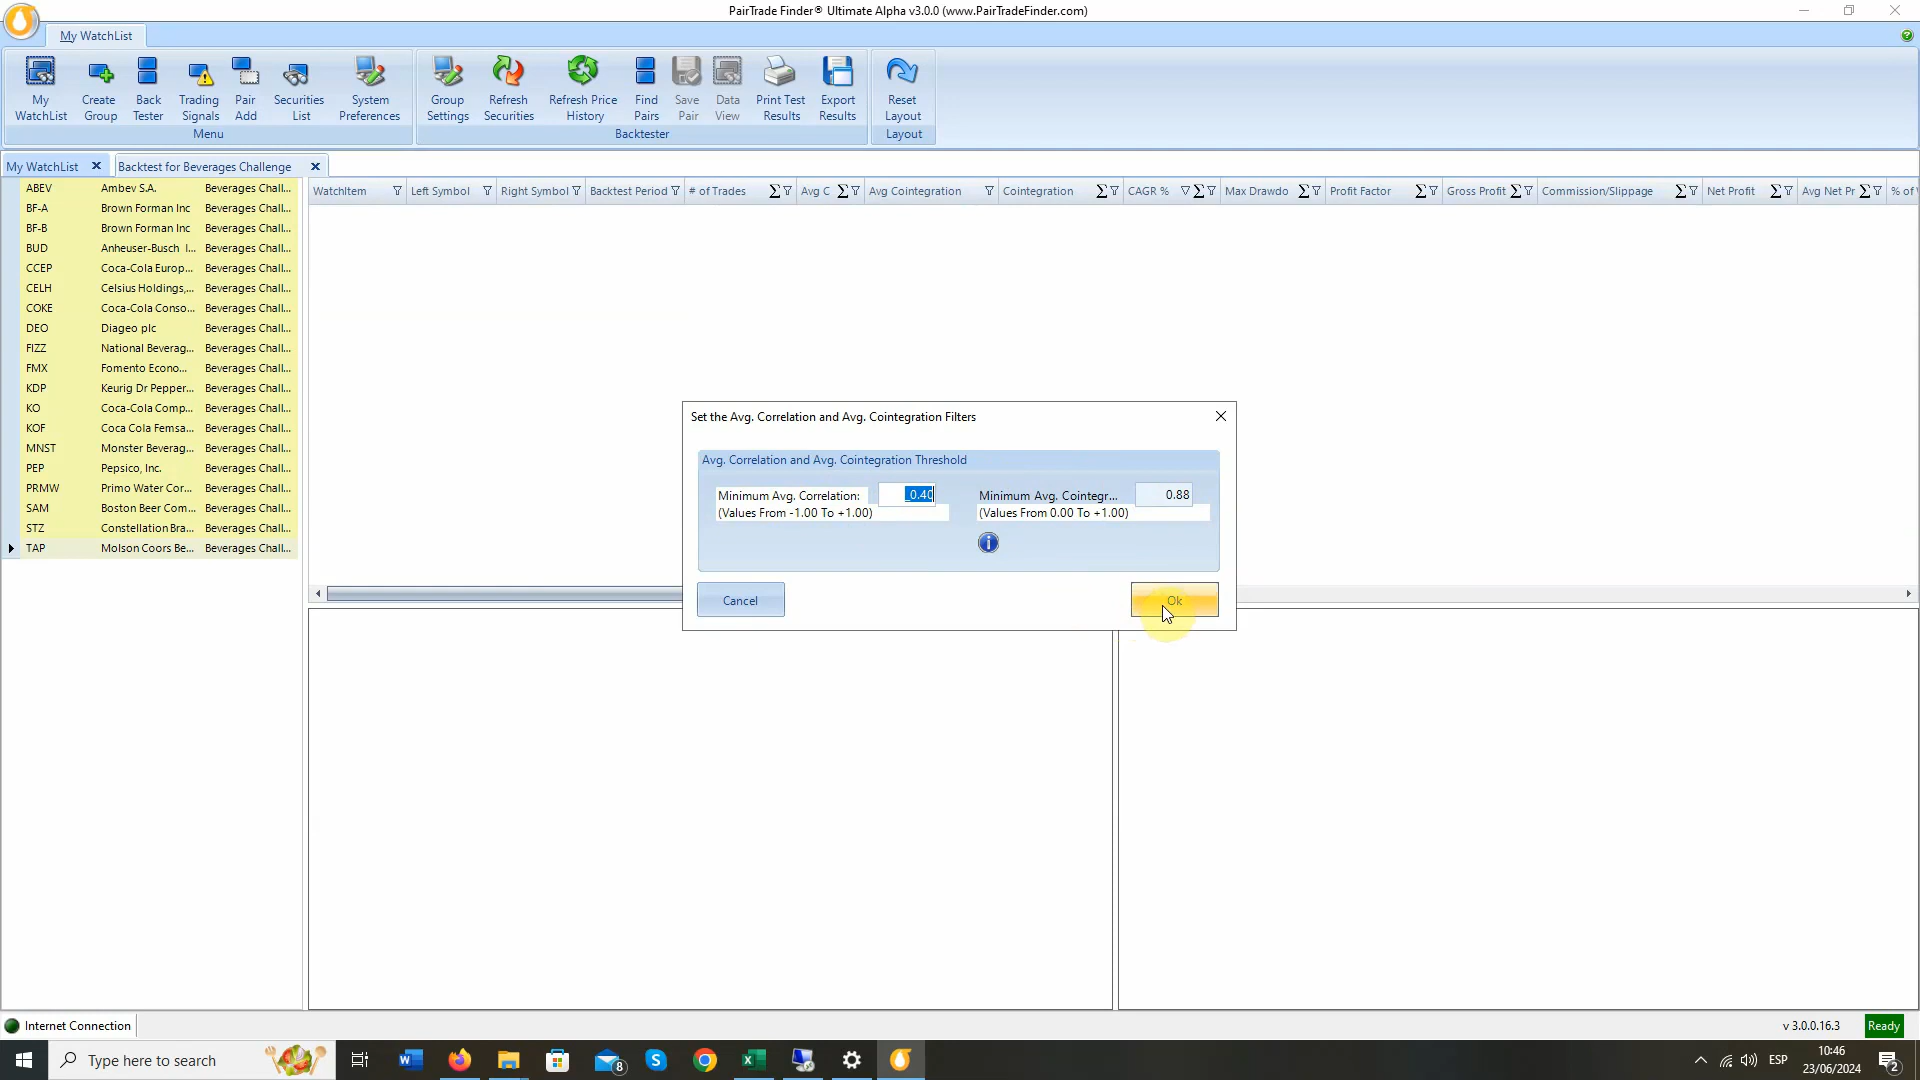 PairTrade Finder® Ultimate Alpha v3.0.0 (www.PairTradeFinder.com)
My WatchList
My WatchList
Create Group
Back Tester
Trading Signals
Pair Add
Securities List
System Preferences
Menu
Group Settings
Refresh Securities
Refresh Price History
Find Pairs
Save Pair
Data View
Print Test Results
Export Results
Backtester
Reset Layout
Layout
My WatchList
Backtest for Beverages Challenge
WatchItem Left Symbol Right Symbol Backtest Period # of Trades Σ Avg C Σ Avg Cointegration Cointegration Σ CAGR % Σ Max Drawdo Σ Profit Factor Σ Gross Profit Σ Commission/Slippage Σ Net Profit Σ Avg Net Pr Σ % of
ABEV Ambev S.A. Beverages Chall...
BF-A Brown Forman Inc Beverages Chall...
BF-B Brown Forman Inc Beverages Chall...
BUD Anheuser-Busch I... Beverages Chall...
CCEP Coca-Cola Europ... Beverages Chall...
CELH Celsius Holdings,... Beverages Chall...
COKE Coca-Cola Conso... Beverages Chall...
DEO Diageo plc Beverages Chall...
FIZZ National Beverag... Beverages Chall...
FMX Fomento Econo... Beverages Chall...
KDP Keurig Dr Pepper... Beverages Chall...
KO Coca-Cola Comp... Beverages Chall...
KOF Coca Cola Femsa... Beverages Chall...
MNST Monster Beverag... Beverages Chall...
PEP Pepsico, Inc. Beverages Chall...
PRMW Primo Water Cor... Beverages Chall...
SAM Boston Beer Com... Beverages Chall...
STZ Constellation Bra... Beverages Chall...
TAP Molson Coors Be... Beverages Chall...
Set the Avg. Correlation and Avg. Cointegration Filters
Avg. Correlation and Avg. Cointegration Threshold
Minimum Avg. Correlation: 0.40 Minimum Avg. Cointegr... 0.88
(Values From -1.00 To +1.00) (Values From 0.00 To +1.00)
Cancel Ok
Internet Connection
v 3.0.0.16.3 Ready
Type here to search
8
ESP
10:46
23/06/2024
2